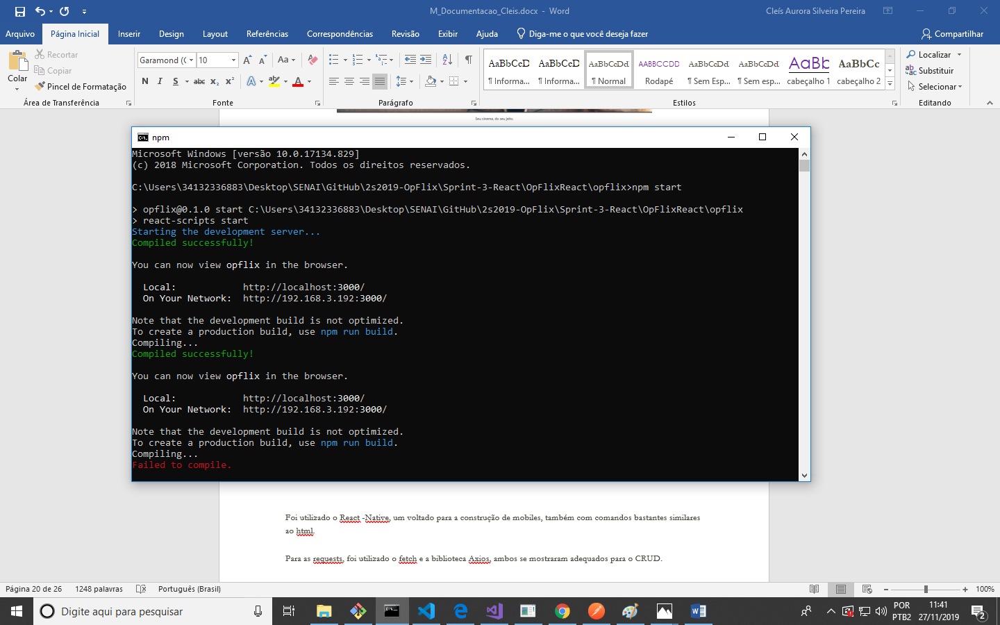 M_Documentacao_Cleis.docx - Word
Cleís Aurora Silveira Pereira
Arquivo
Página Inicial
Inserir
Design
Layout
Referências
Correspondências
Revisão
Exibir
Ajuda
Diga-me o que você deseja fazer
Compartilhar
Colar
Recortar
Copiar
Pincel de Formatação
Área de Transferência
Garamond (C
10
Aa
N I S abc x₂ x²
Fonte
Parágrafo
AaBbCcD
AaBbCcD
AaBbCcDd
AABBCCDD
AaBbCcDd
AaBbCcDd
AaBb
AaBbCc
¶ Informa...
¶ Informa...
¶ Normal
Rodapé
¶ Sem Esp...
¶ Sem esp...
cabeçalho 1
cabeçalho 2
Estilos
Localizar
Substituir
Selecionar
Editando
Seu cinema, do seu jeito.
npm
Microsoft Windows [versão 10.0.17134.829]
(c) 2018 Microsoft Corporation. Todos os direitos reservados.
C:\Users\34132336883\Desktop\SENAI\GitHub\2s2019-OpFlix\Sprint-3-React\OpFlixReact\opflix>npm start
> opflix@0.1.0 start C:\Users\34132336883\Desktop\SENAI\GitHub\2s2019-OpFlix\Sprint-3-React\OpFlixReact\opflix
> react-scripts start
Starting the development server...
Compiled successfully!
You can now view opflix in the browser.
Local: http://localhost:3000/
On Your Network: http://192.168.3.192:3000/
Note that the development build is not optimized.
To create a production build, use npm run build.
Compiling...
Compiled successfully!
You can now view opflix in the browser.
Local: http://localhost:3000/
On Your Network: http://192.168.3.192:3000/
Note that the development build is not optimized.
To create a production build, use npm run build.
Compiling...
Failed to compile.
Foi utilizado o React -Native, um voltado para a construção de mobiles, também com comandos bastantes similares
ao html.
Para as requests, foi utilizado o fetch e a biblioteca Axios, ambos se mostraram adequados para o CRUD.
Página 20 de 26
1248 palavras
Português (Brasil)
100%
Digite aqui para pesquisar
POR
PTB2
11:41
27/11/2019
2